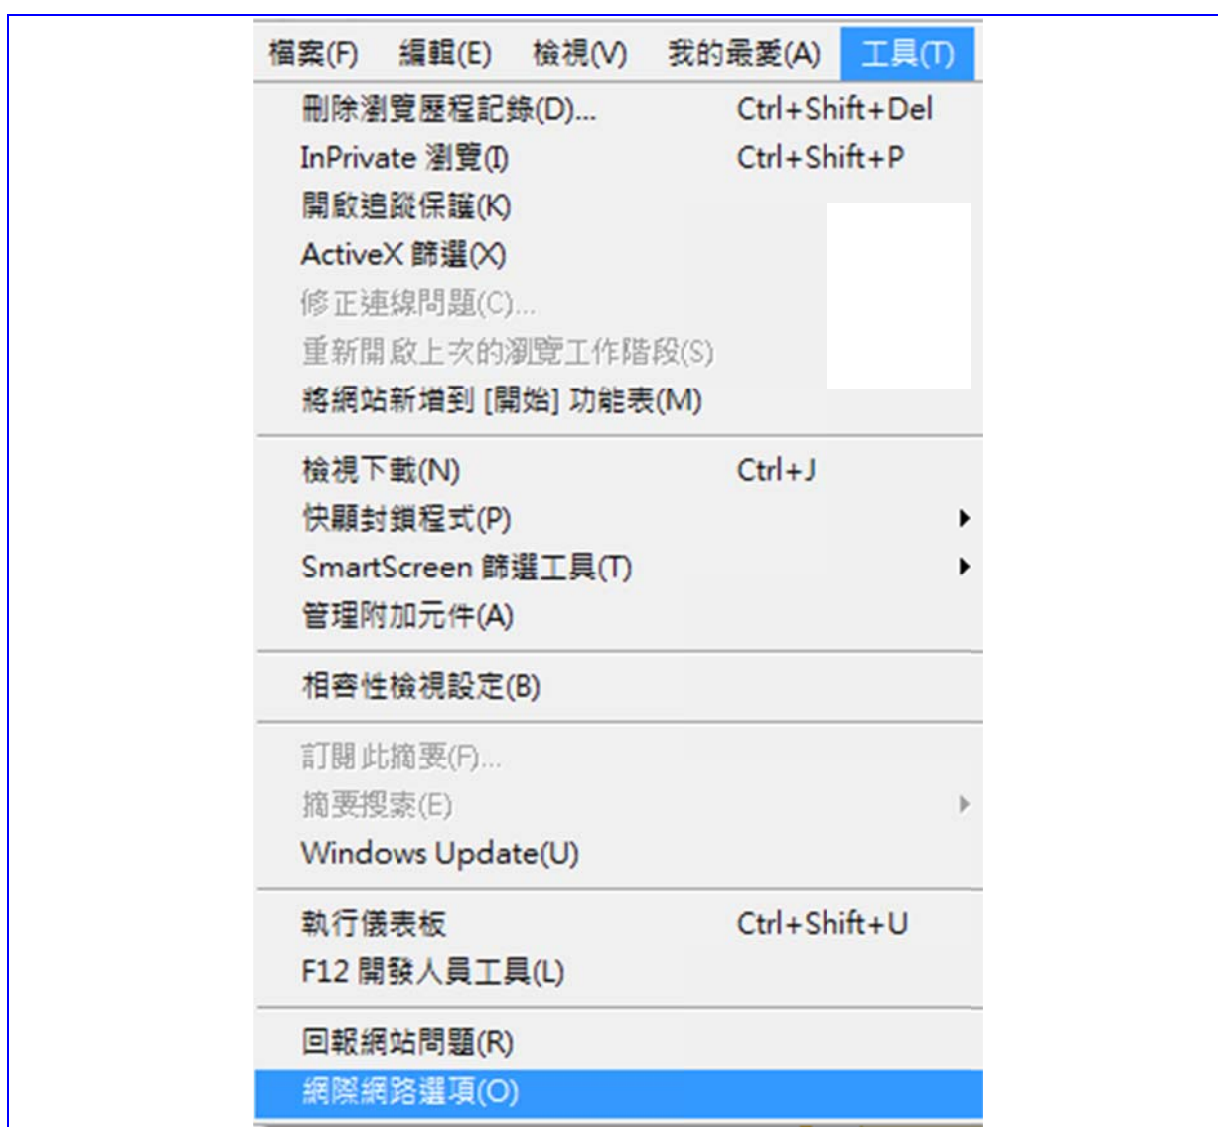 檔案(F) 編輯(E) 檢視(V) 我的最愛(A) 工具(T)
刪除瀏覽歷程記錄(D)... Ctrl+Shift+Del
InPrivate 瀏覽(I) Ctrl+Shift+P
開啟追蹤保護(K)
ActiveX 篩選(X)
修正連線問題(C)...
重新開啟上次的瀏覽工作階段(S)
將網站新增到 [開始] 功能表(M)
檢視下載(N) Ctrl+J
快顯封鎖程式(P)
SmartScreen 篩選工具(T)
管理附加元件(A)
相容性檢視設定(B)
訂閱此摘要(F)...
摘要搜索(E)
Windows Update(U)
執行儀表板 Ctrl+Shift+U
F12 開發人員工具(L)
回報網站問題(R)
網際網路選項(O)